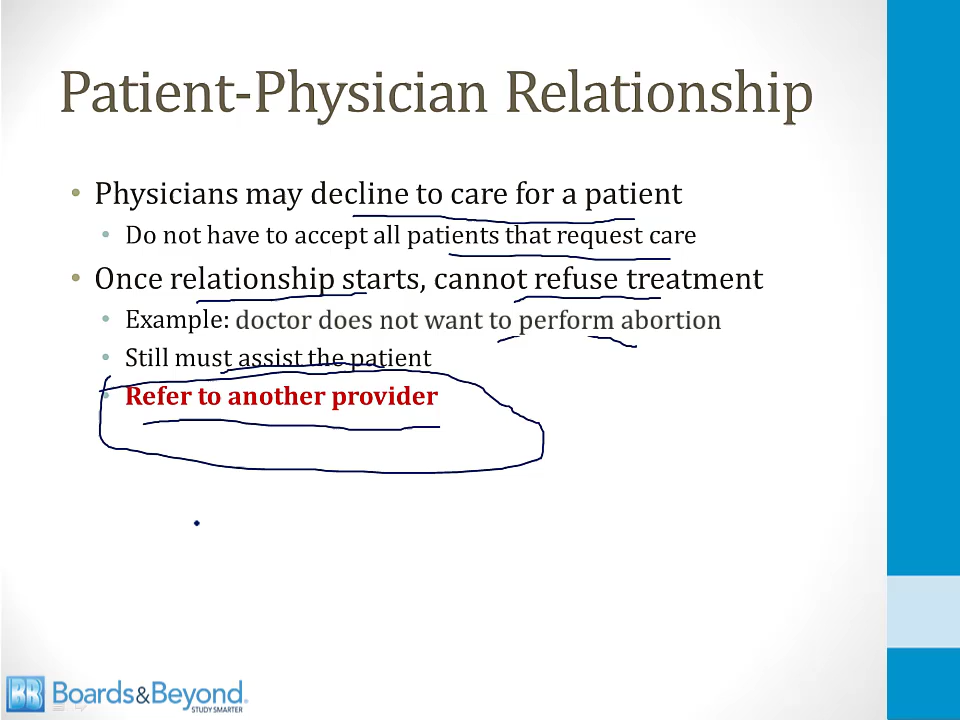 Patient-Physician Relationship
• Physicians may decline to care for a patient
• Do not have to accept all patients that request care
• Once relationship starts, cannot refuse treatment
• Example: doctor does not want to perform abortion
• Still must assist the patient
• Refer to another provider
BB Boards&Beyond.
STUDY SMARTER